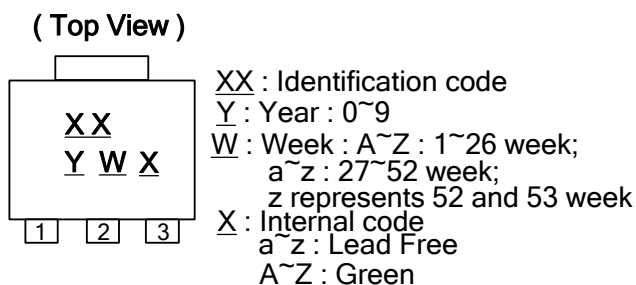 ( Top View )
XX
Y W X
1 2 3
XX : Identification code
Y : Year : 0~9
W : Week : A~Z : 1~26 week;
a~z : 27~52 week;
z represents 52 and 53 week
X : Internal code
a~z : Lead Free
A~Z : Green